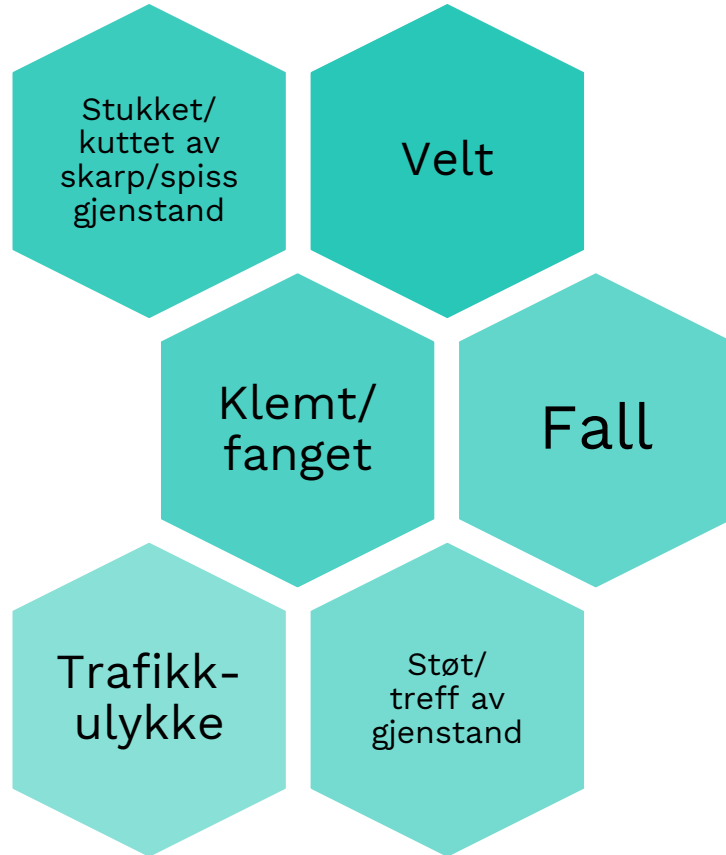 Stukket/
kuttet av
skarp/spiss
gjenstand
Velt
Klemt/
fanget
Fall
Trafikk-
ulykke
Støt/
treff av
gjenstand